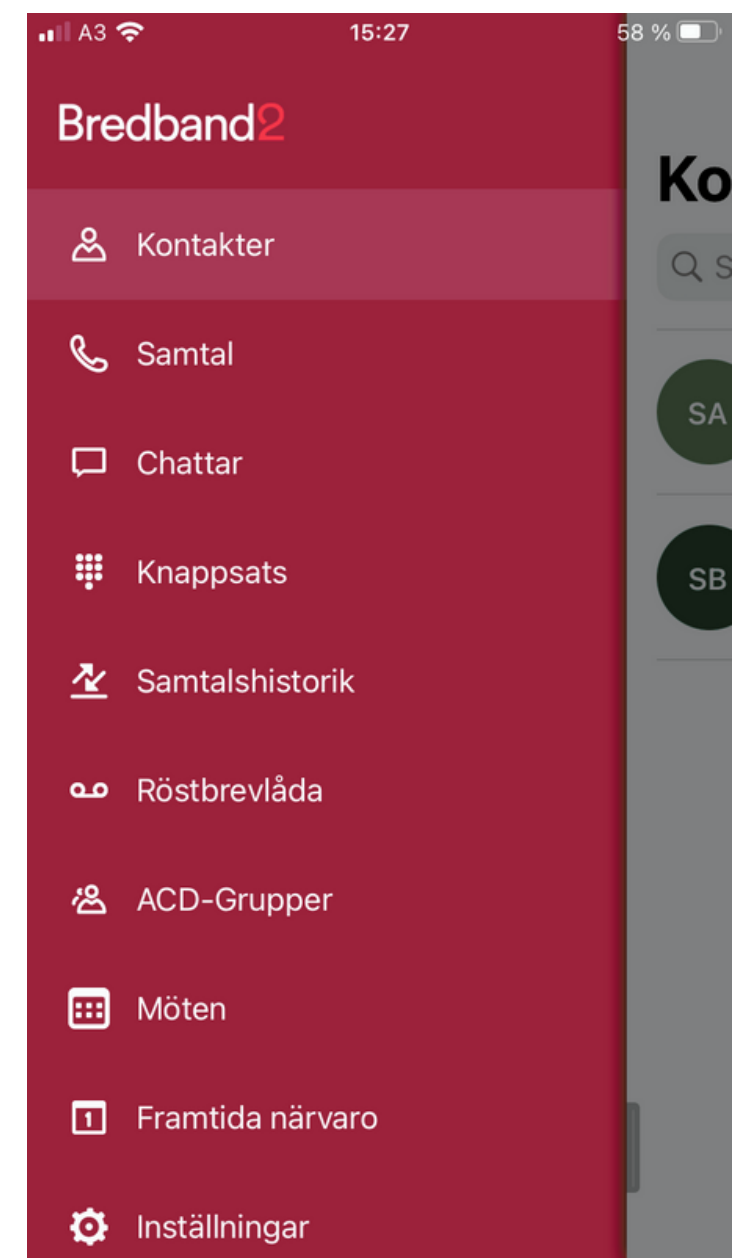 A3 15:27 58 %
Bredband2
Ko
Kontakter
S
Samtal
SA
Chattar
Knappsats
SB
Samtalshistorik
Röstbrevlåda
ACD-Grupper
Möten
1 Framtida närvaro
Inställningar